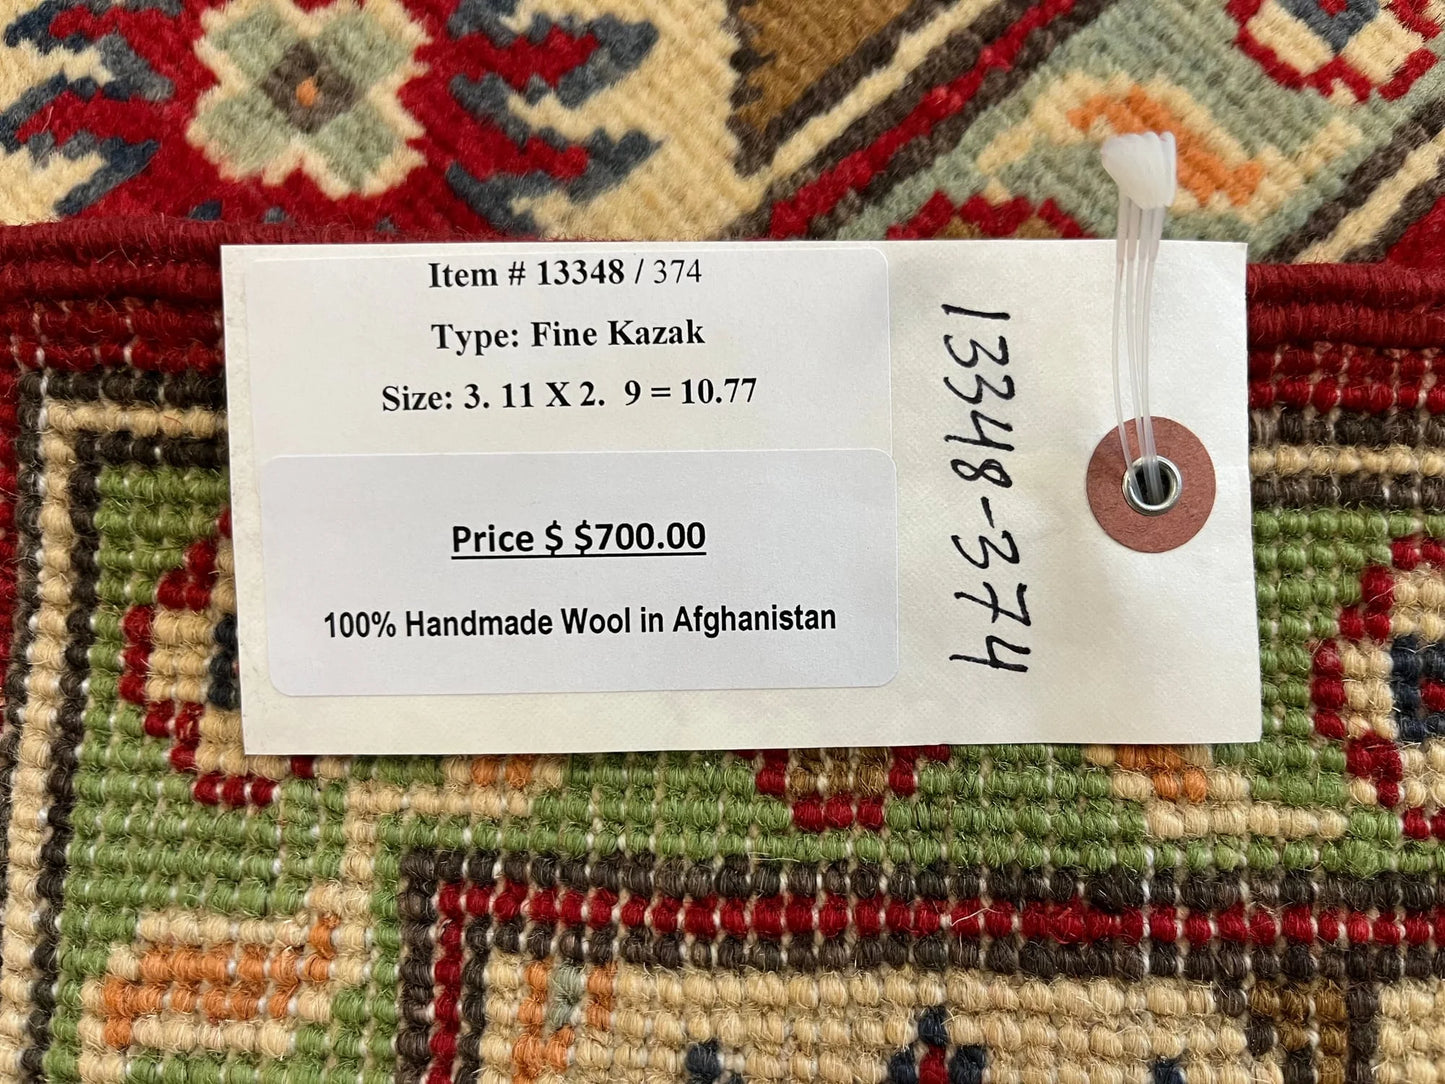 Item # 13348 / 374
Type: Fine Kazak
Size: 3. 11 X 2.  9 = 10.77
Price $ $700.00
100% Handmade Wool in Afghanistan
13348-374